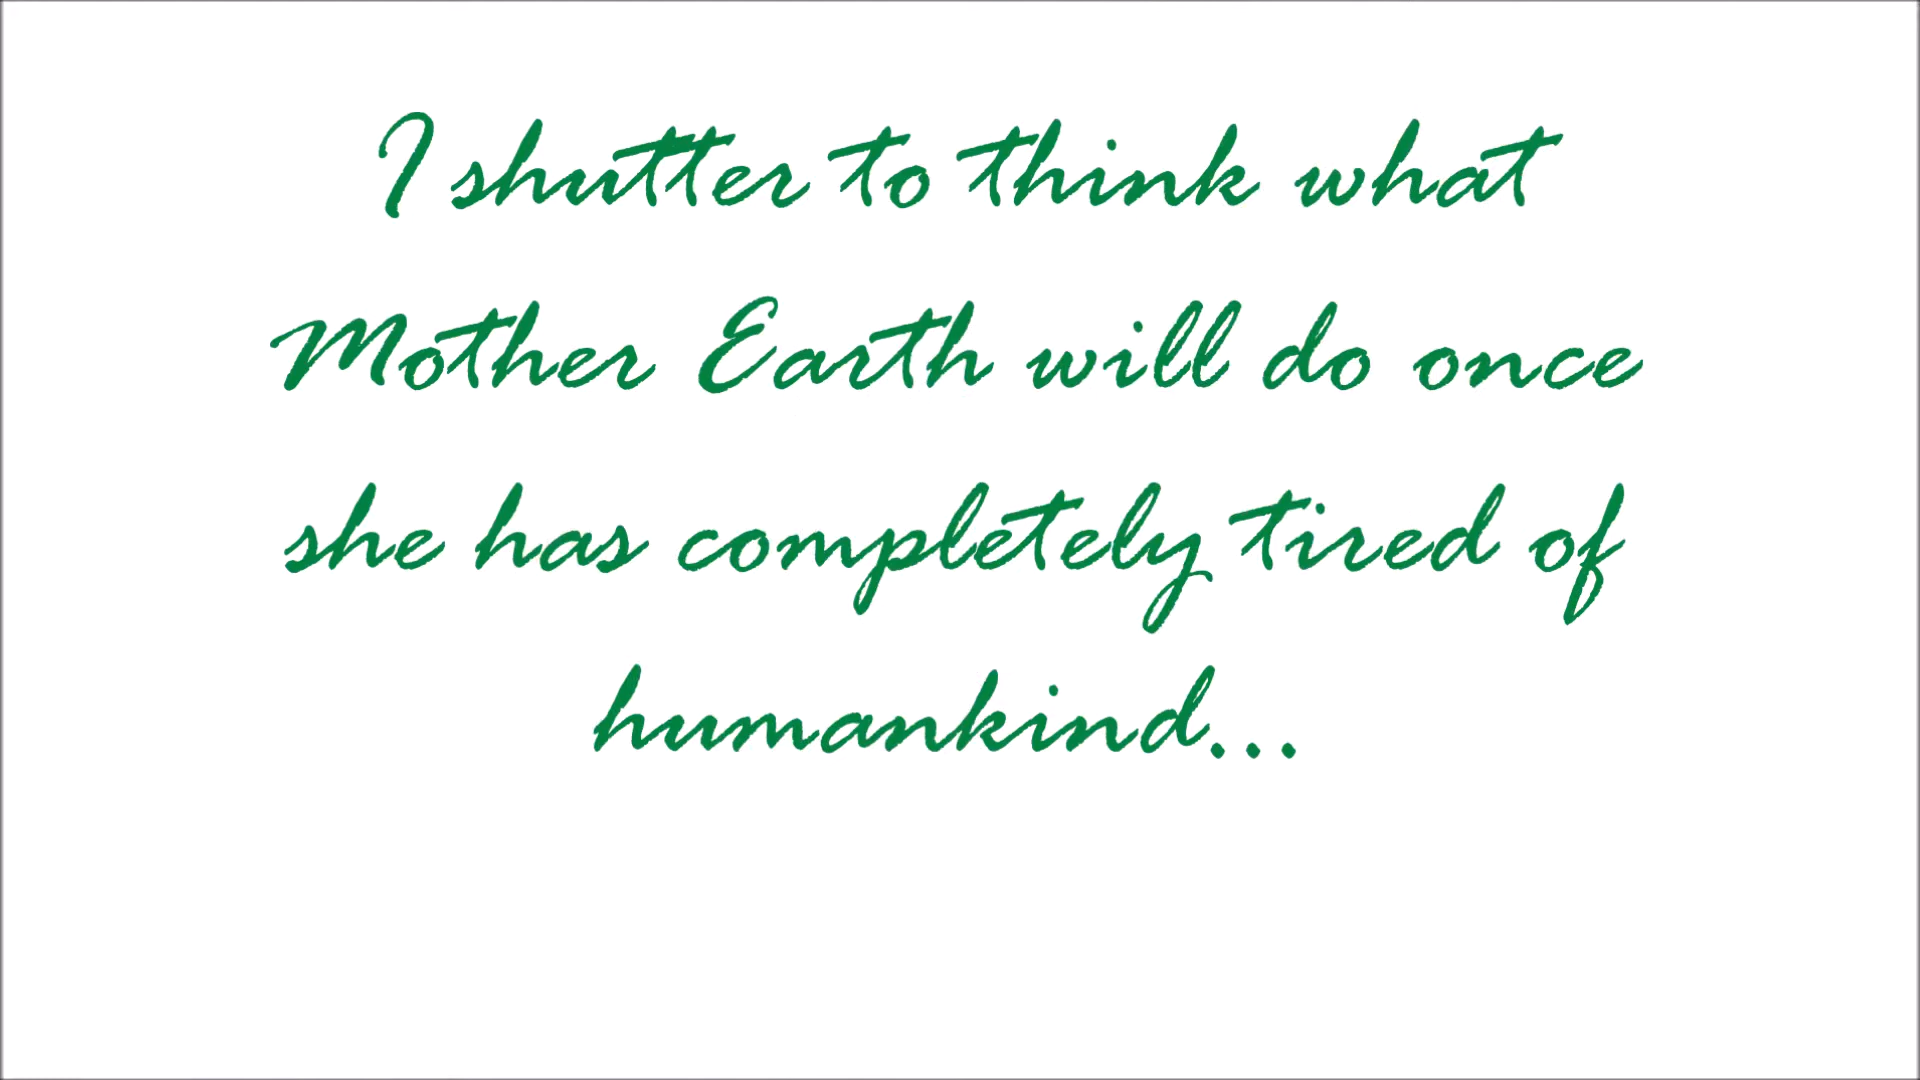 I shutter to think what
Mother Earth will do once
she has completely tired of
humankind...